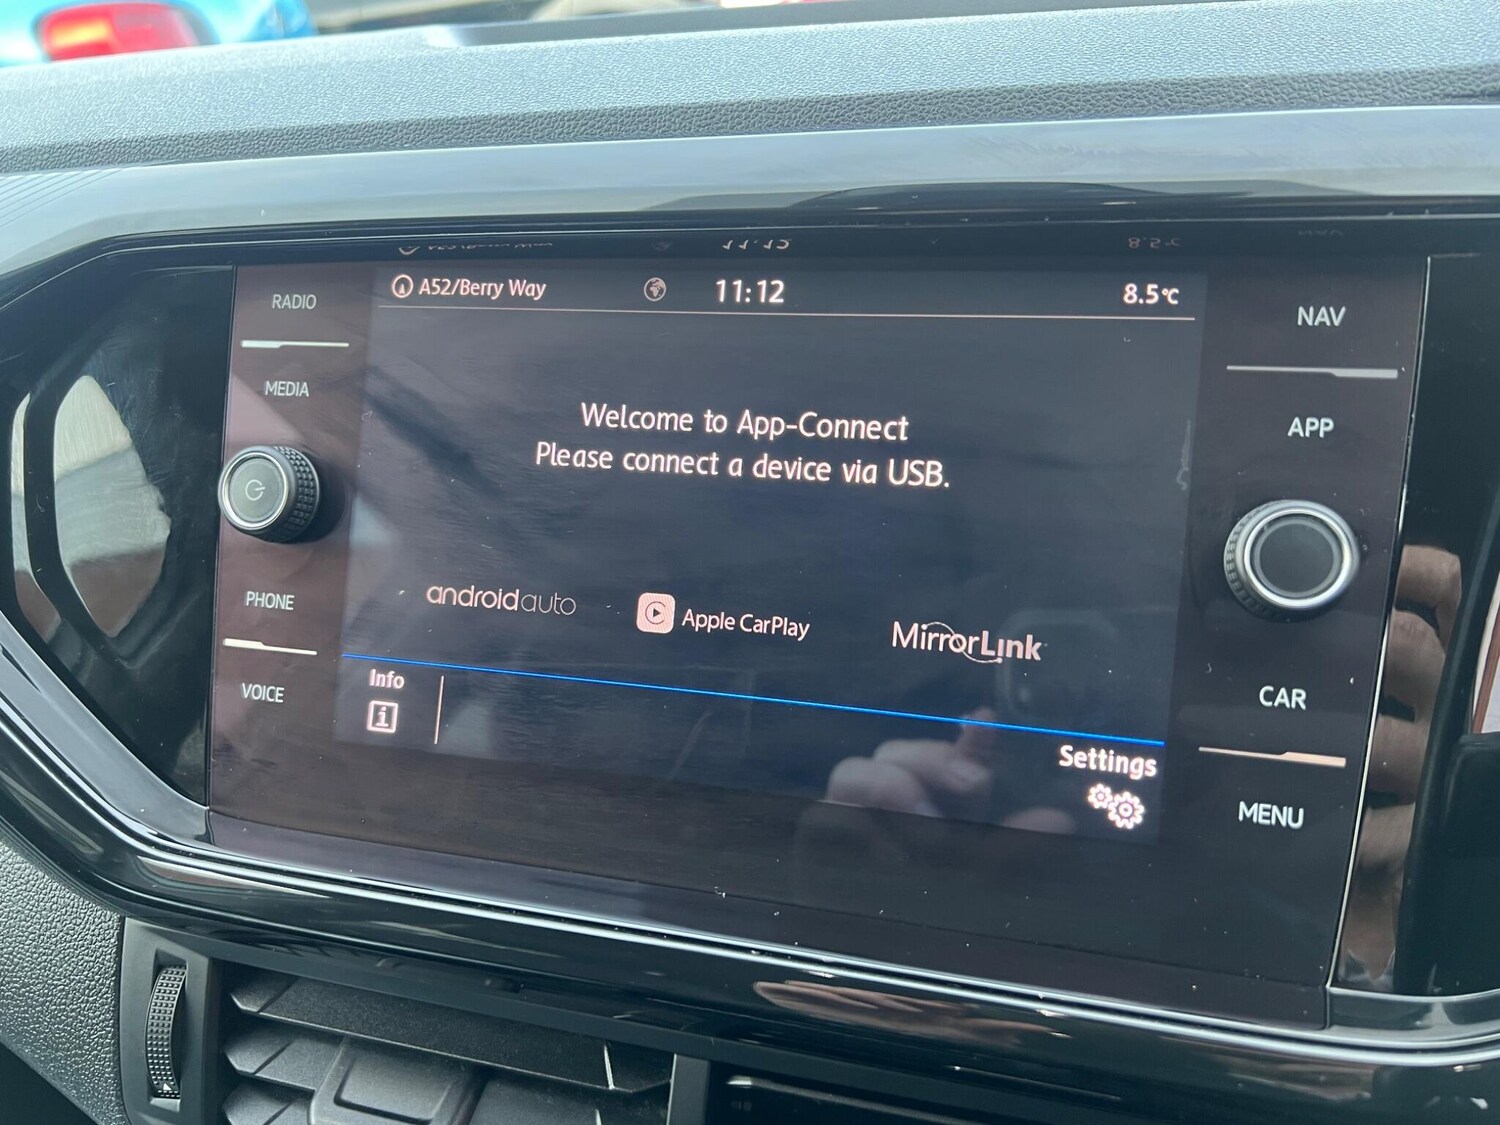 RADIO
MEDIA
PHONE
VOICE
A52/Berry Way
11:12
8.5°C
Welcome to App-Connect
Please connect a device via USB.
androidauto
Apple CarPlay
MirrorLink
Info
i
Settings
NAV
APP
CAR
MENU